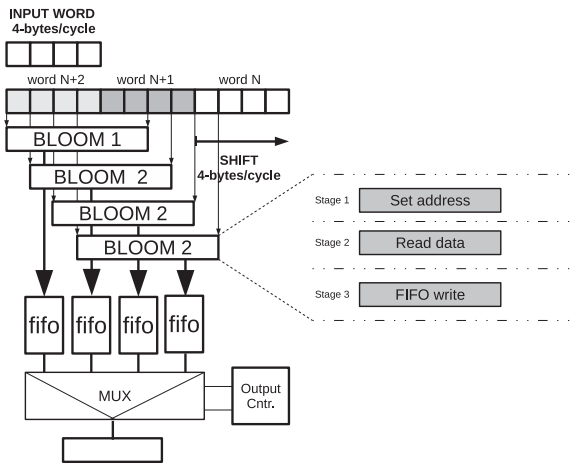 INPUT WORD
4-bytes/cycle
word N+2 word N+1 word N
BLOOM 1
SHIFT
4-bytes/cycle
BLOOM 2
BLOOM 2
BLOOM 2
Stage 1 Set address
Stage 2 Read data
Stage 3 FIFO write
fifo fifo fifo fifo
MUX
Output
Cntr.